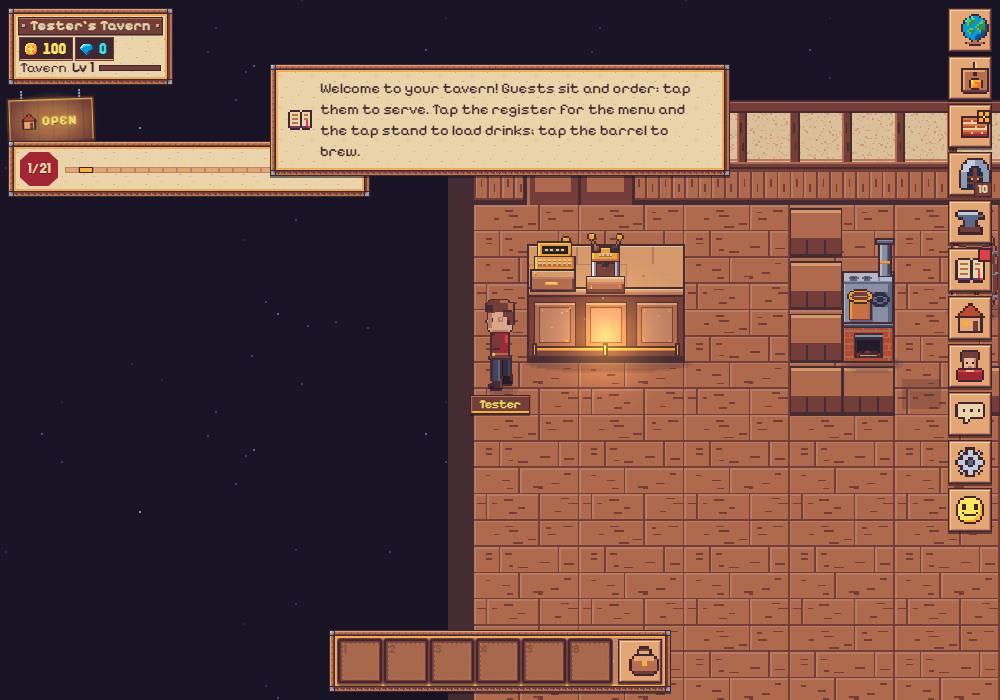 Tester's Tavern
100
0
Tavern Lv 1
OPEN
1/21
Welcome to your tavern! Guests sit and order: tap
them to serve. Tap the register for the menu and
the tap stand to load drinks; tap the barrel to
brew.
10
Tester
1 2 3 4 5 6